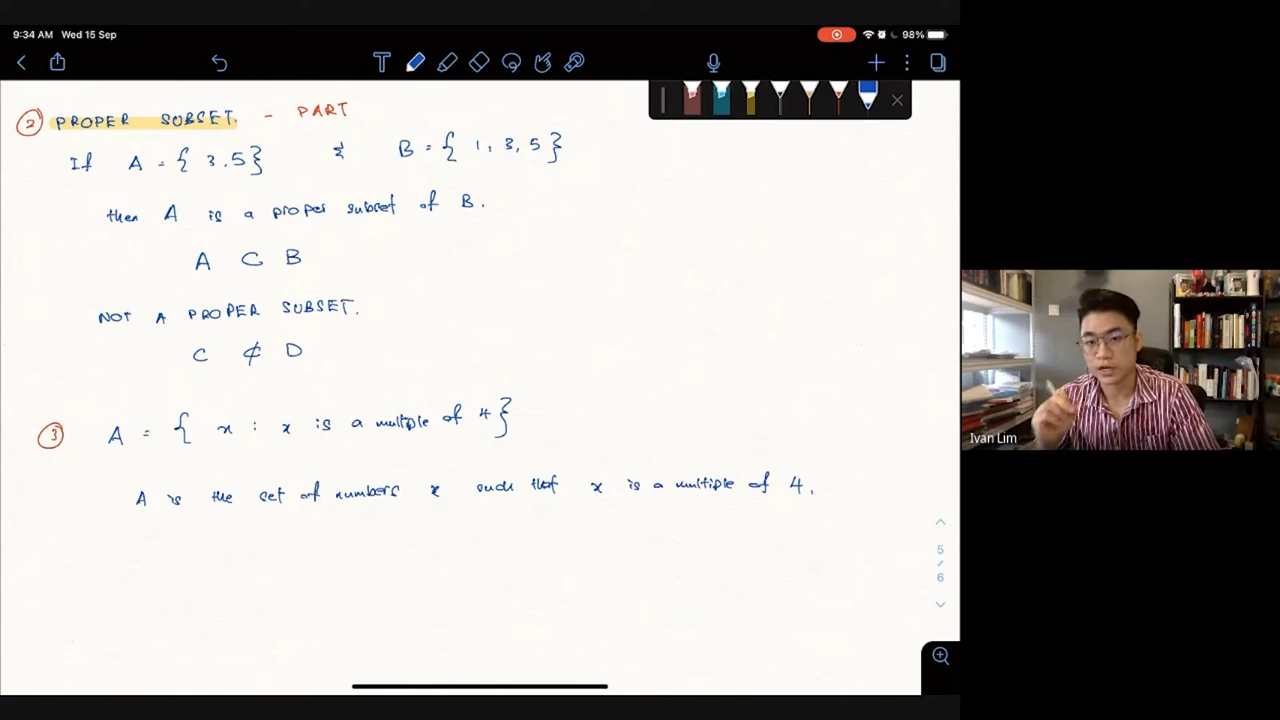 9:34 AM Wed 15 Sep
98%
② PROPER SUBSET. - PART
If A = { 3, 5 } & B = { 1, 3, 5 }
then A is a proper subset of B.
A ⊂ B
NOT A PROPER SUBSET.
C ⊄ D
③ A = { x : x is a multiple of 4 }
A is the set of numbers x such that x is a multiple of 4.
Ivan Lim
5
/
6